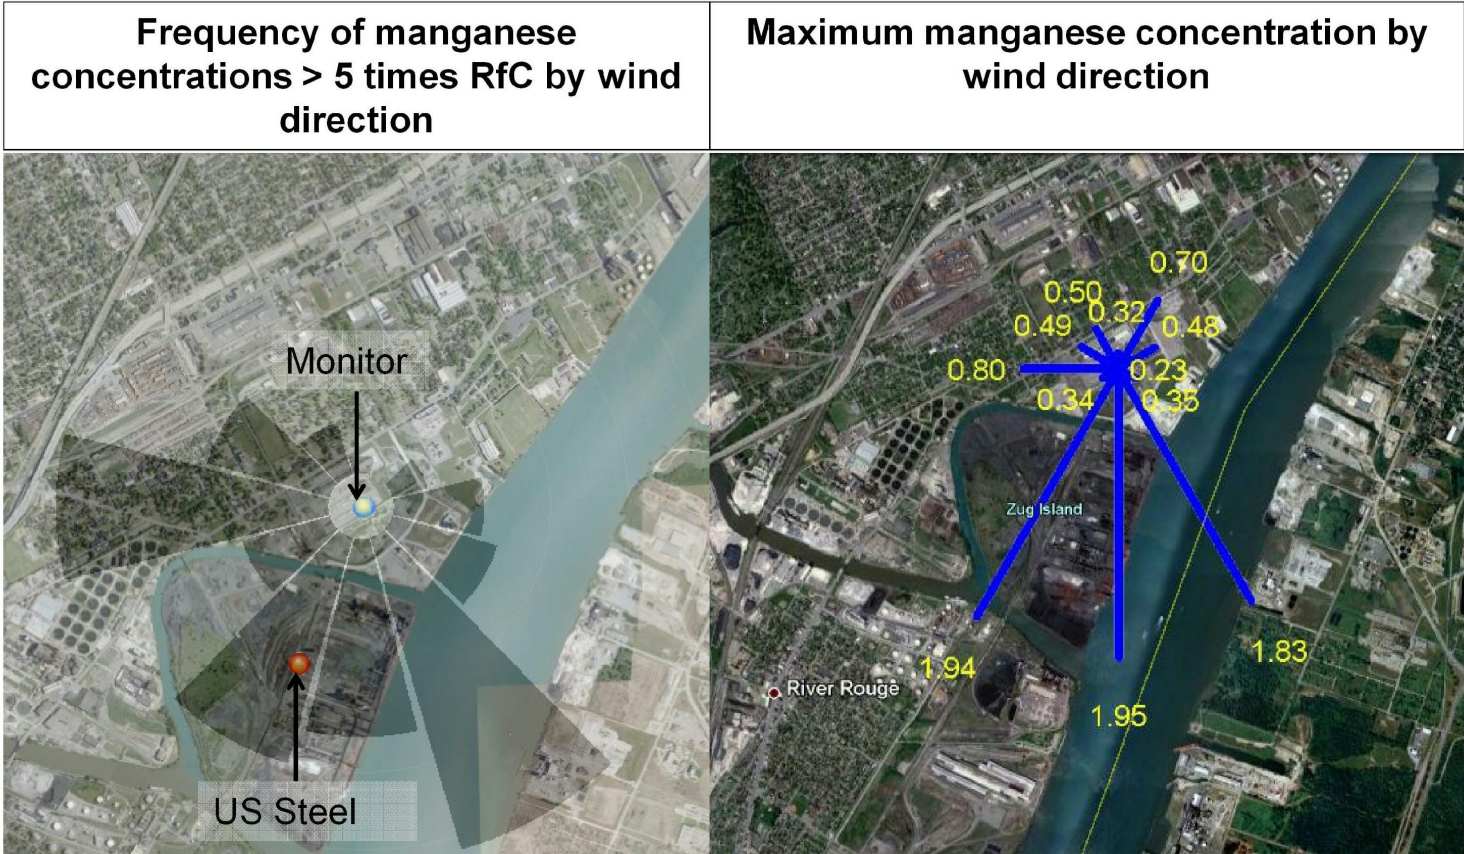 Frequency of manganese
concentrations > 5 times RfC by wind
direction
Maximum manganese concentration by
wind direction
Monitor
US Steel
0.70
0.50
0.32
0.49
0.48
0.80
0.23
0.34
0.35
Zug Island
1.94
1.83
River Rouge
1.95